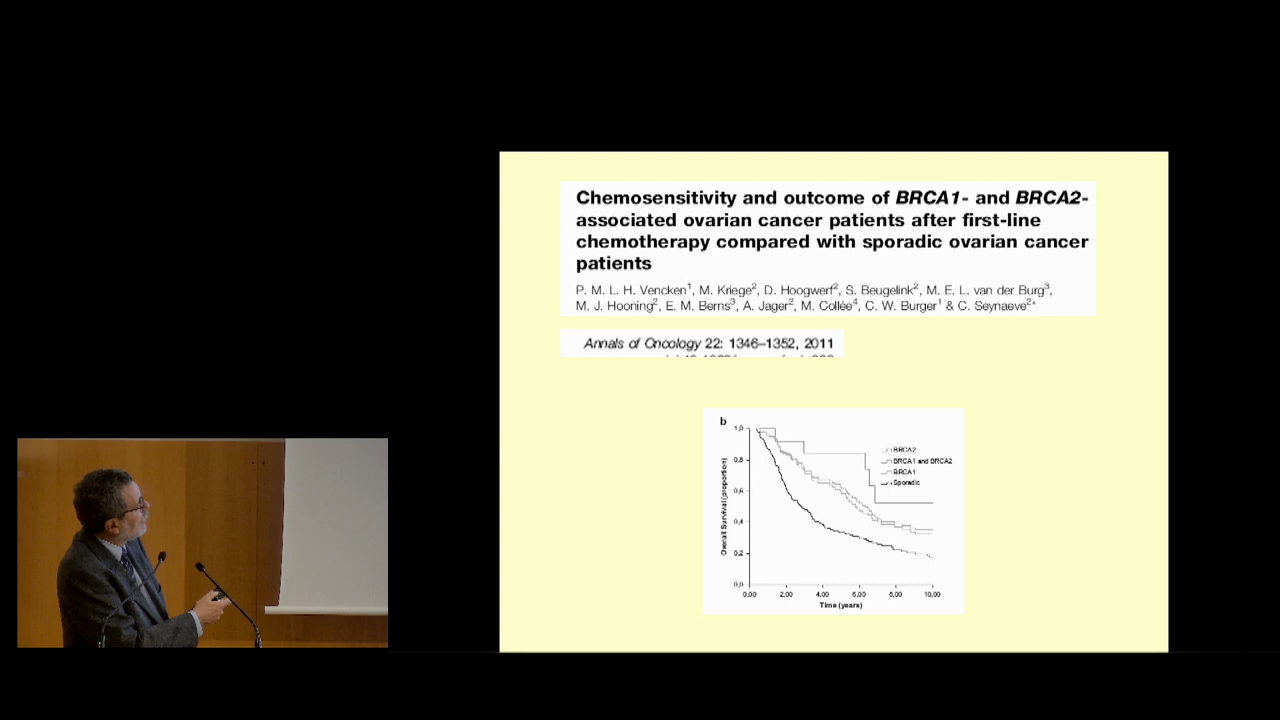 Chemosensitivity and outcome of BRCA1- and BRCA2-
associated ovarian cancer patients after first-line
chemotherapy compared with sporadic ovarian cancer
patients
P. M. L. H. Vencken¹, M. Kriege², D. Hoogwerf², S. Beugelink², M. E. L. van der Burg³,
M. J. Hooning², E. M. Berns³, A. Jager², M. Collée⁴, C. W. Burger¹ & C. Seynaeve²*
Annals of Oncology 22: 1346–1352, 2011
b
Overall Survival (proportion)
1,0
0,8
0,6
0,4
0,2
0,0
BRCA2
BRCA1 and BRCA2
BRCA1
Sporadic
0,00 2,00 4,00 6,00 8,00 10,00
Time (years)